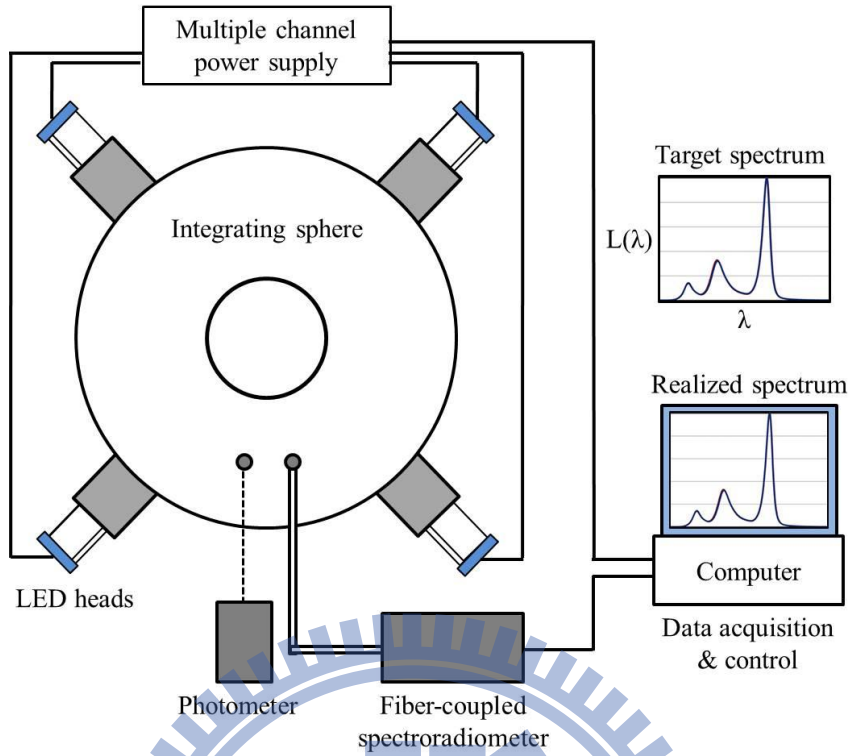 Multiple channel
power supply
Integrating sphere
Target spectrum
L(λ)
λ
Realized spectrum
Computer
Data acquisition
& control
LED heads
Photometer
Fiber-coupled
spectroradiometer